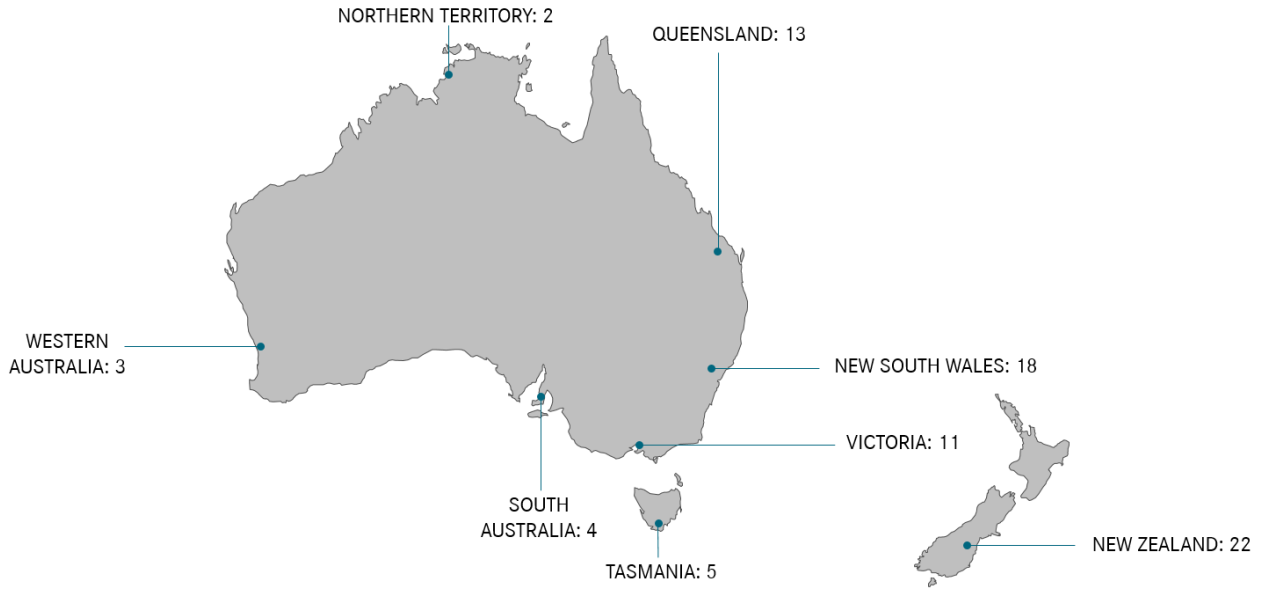 NORTHERN TERRITORY: 2
QUEENSLAND: 13
WESTERN
AUSTRALIA: 3
NEW SOUTH WALES: 18
VICTORIA: 11
SOUTH
AUSTRALIA: 4
NEW ZEALAND: 22
TASMANIA: 5